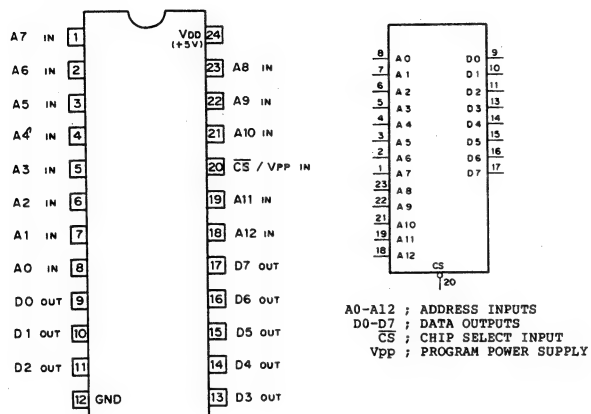 A7 IN 1
A6 IN 2
A5 IN 3
A4 IN 4
A3 IN 5
A2 IN 6
A1 IN 7
A0 IN 8
D0 OUT 9
D1 OUT 10
D2 OUT 11
12 GND
VDD 24
(+5V)
23 A8 IN
22 A9 IN
21 A10 IN
20 CS / VPP IN
19 A11 IN
18 A12 IN
17 D7 OUT
16 D6 OUT
15 D5 OUT
14 D4 OUT
13 D3 OUT
8 A0 D0 9
7 A1 D1 10
6 A2 D2 11
5 A3 D3 13
4 A4 D4 14
3 A5 D5 15
2 A6 D6 16
1 A7 D7 17
23 A8
22 A9
21 A10
19 A11
18 A12
CS
20
A0-A12 ; ADDRESS INPUTS
D0-D7 ; DATA OUTPUTS
CS ; CHIP SELECT INPUT
Vpp ; PROGRAM POWER SUPPLY